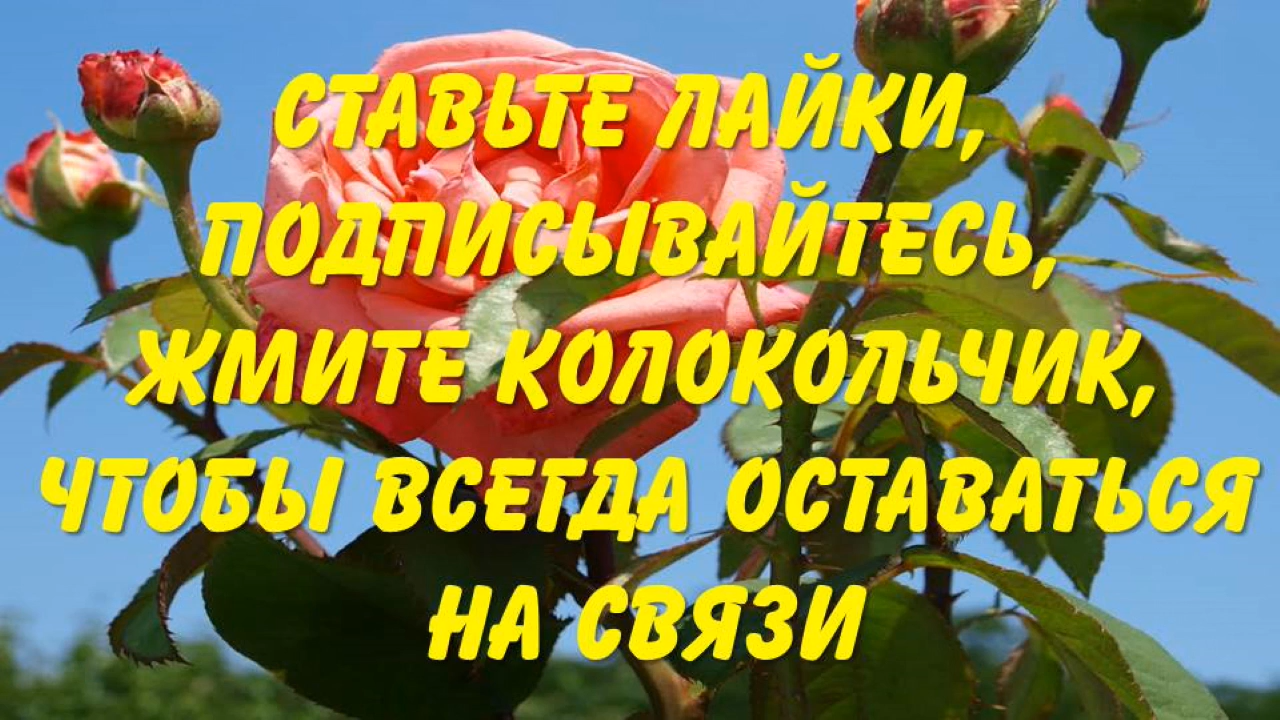 СТАВЬТЕ ЛАЙКИ,
ПОДПИСЫВАЙТЕСЬ,
ЖМИТЕ КОЛОКОЛЬЧИК,
ЧТОБЫ ВСЕГДА ОСТАВАТЬСЯ
НА СВЯЗИ